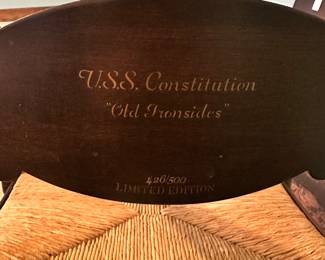 U.S.S. Constitution
"Old Ironsides"
426/500
LIMITED EDITION